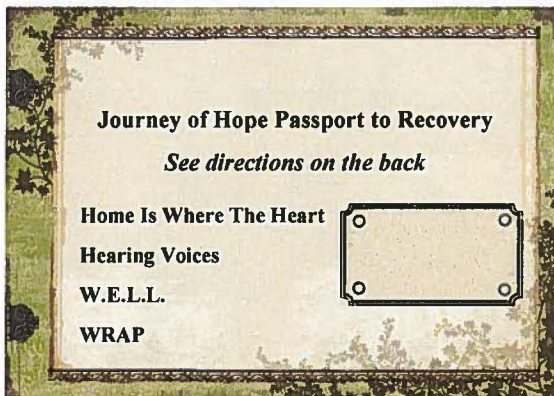 Journey of Hope Passport to Recovery
See directions on the back
Home Is Where The Heart
Hearing Voices
W.E.L.L.
WRAP